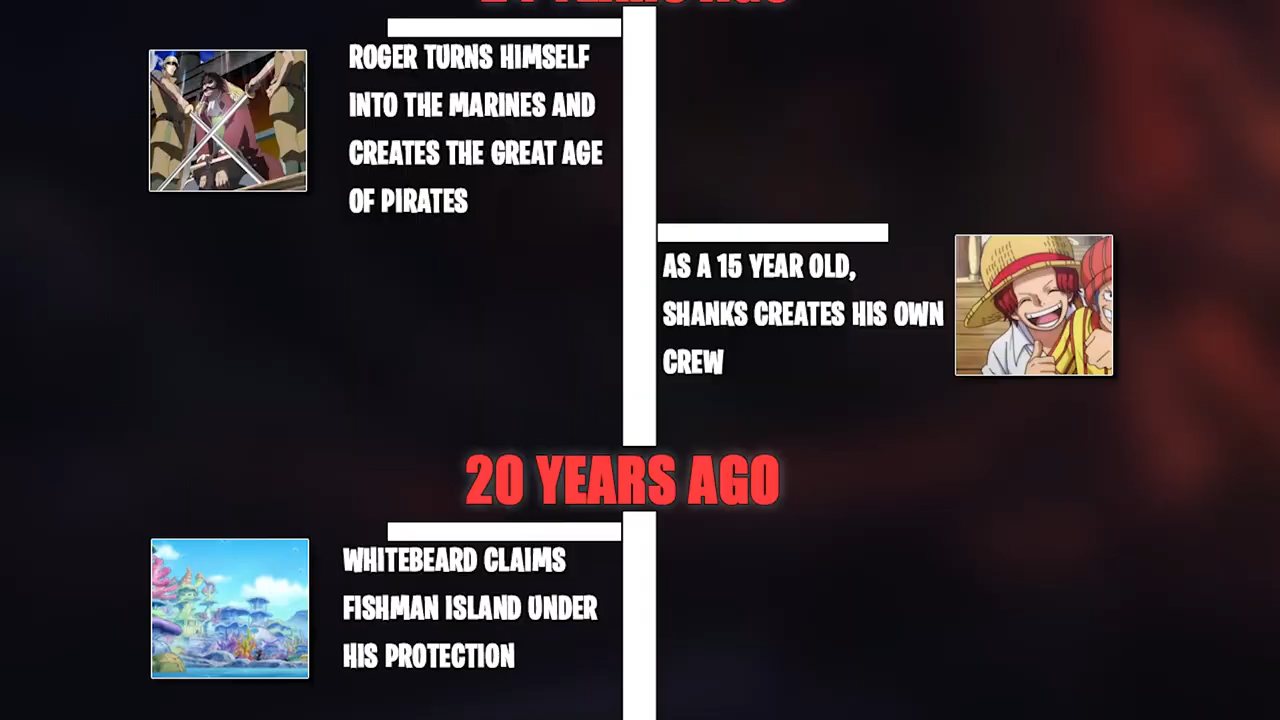 ROGER TURNS HIMSELF
INTO THE MARINES AND
CREATES THE GREAT AGE
OF PIRATES
AS A 15 YEAR OLD,
SHANKS CREATES HIS OWN
CREW
20 YEARS AGO
WHITEBEARD CLAIMS
FISHMAN ISLAND UNDER
HIS PROTECTION